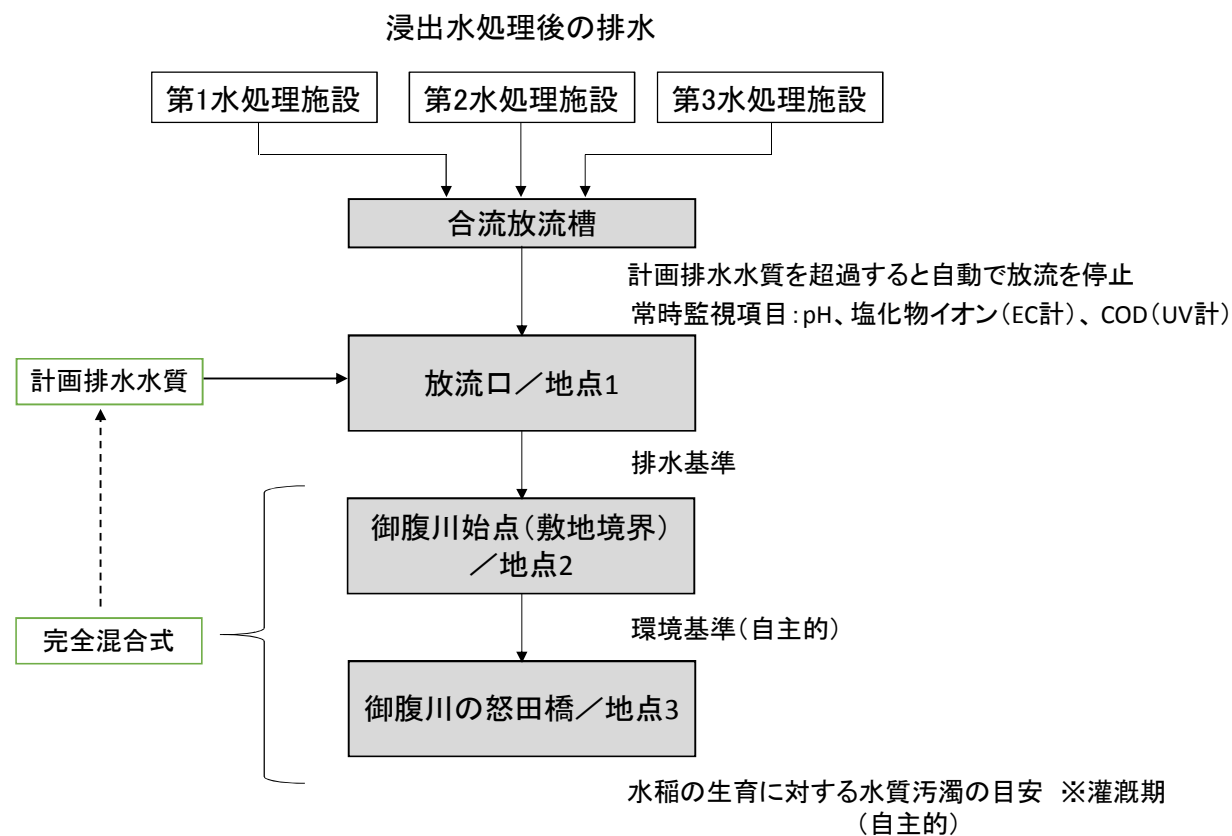 浸出水処理後の排水
第1水処理施設
第2水処理施設
第3水処理施設
合流放流槽
計画排水水質を超過すると自動で放流を停止
常時監視項目：pH、塩化物イオン（EC計）、COD（UV計）
計画排水水質
放流口／地点1
排水基準
御腹川始点（敷地境界）
／地点2
完全混合式
環境基準（自主的）
御腹川の怒田橋／地点3
水稲の生育に対する水質汚濁の目安　※灌漑期
（自主的）